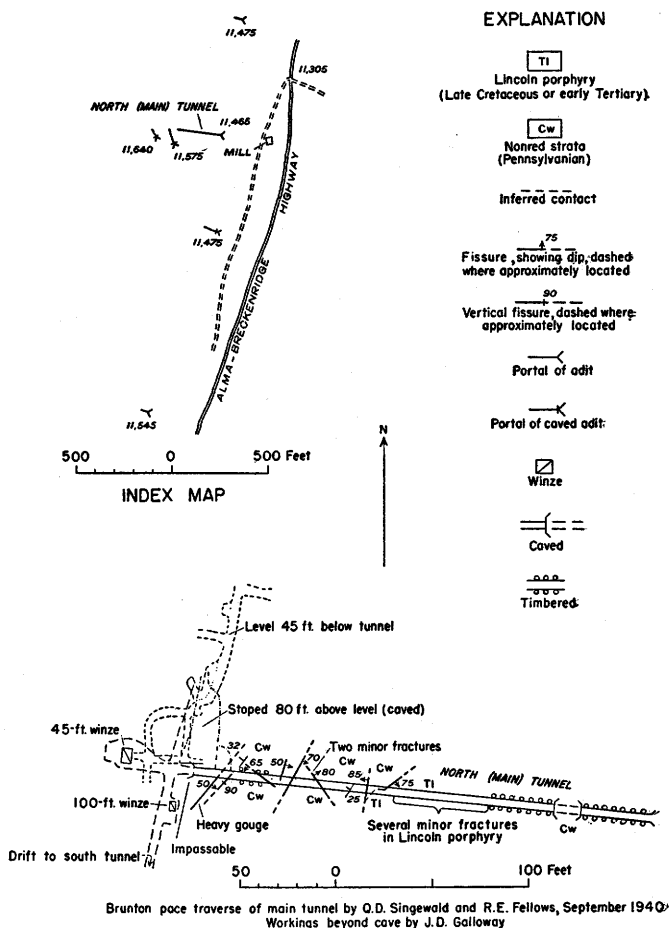 EXPLANATION
Tl
Lincoln porphyry
(Late Cretaceous or early Tertiary).
Cw
Nonred strata
(Pennsylvanian)
Inferred contact
75
Fissure, showing dip, dashed
where approximately located
90
Vertical fissure, dashed where
approximately located
Portal of adit
Portal of caved adit
Winze
Caved
Timbered
11,475
11,305
NORTH (MAIN) TUNNEL
11,465
11,640
11,575
MILL
11,475
ALMA-BRECKENRIDGE HIGHWAY
11,545
500 0 500 Feet
INDEX MAP
N
Level 45 ft. below tunnel
Stoped 80 ft. above level (caved)
45-ft. winze
32
Cw
65
50
70
Two minor fractures
80
Cw
85
Cw
75
Tl
NORTH (MAIN) TUNNEL
50
90
Cw
Cw
25
Tl
Cw
100-ft. winze
Heavy gouge
Several minor fractures
in Lincoln porphyry
Impassable
Drift to south tunnel
50 0 100 Feet
Brunton pace traverse of main tunnel by Q.D. Singewald and R.E. Fellows, September 1940
Workings beyond cave by J.D. Galloway